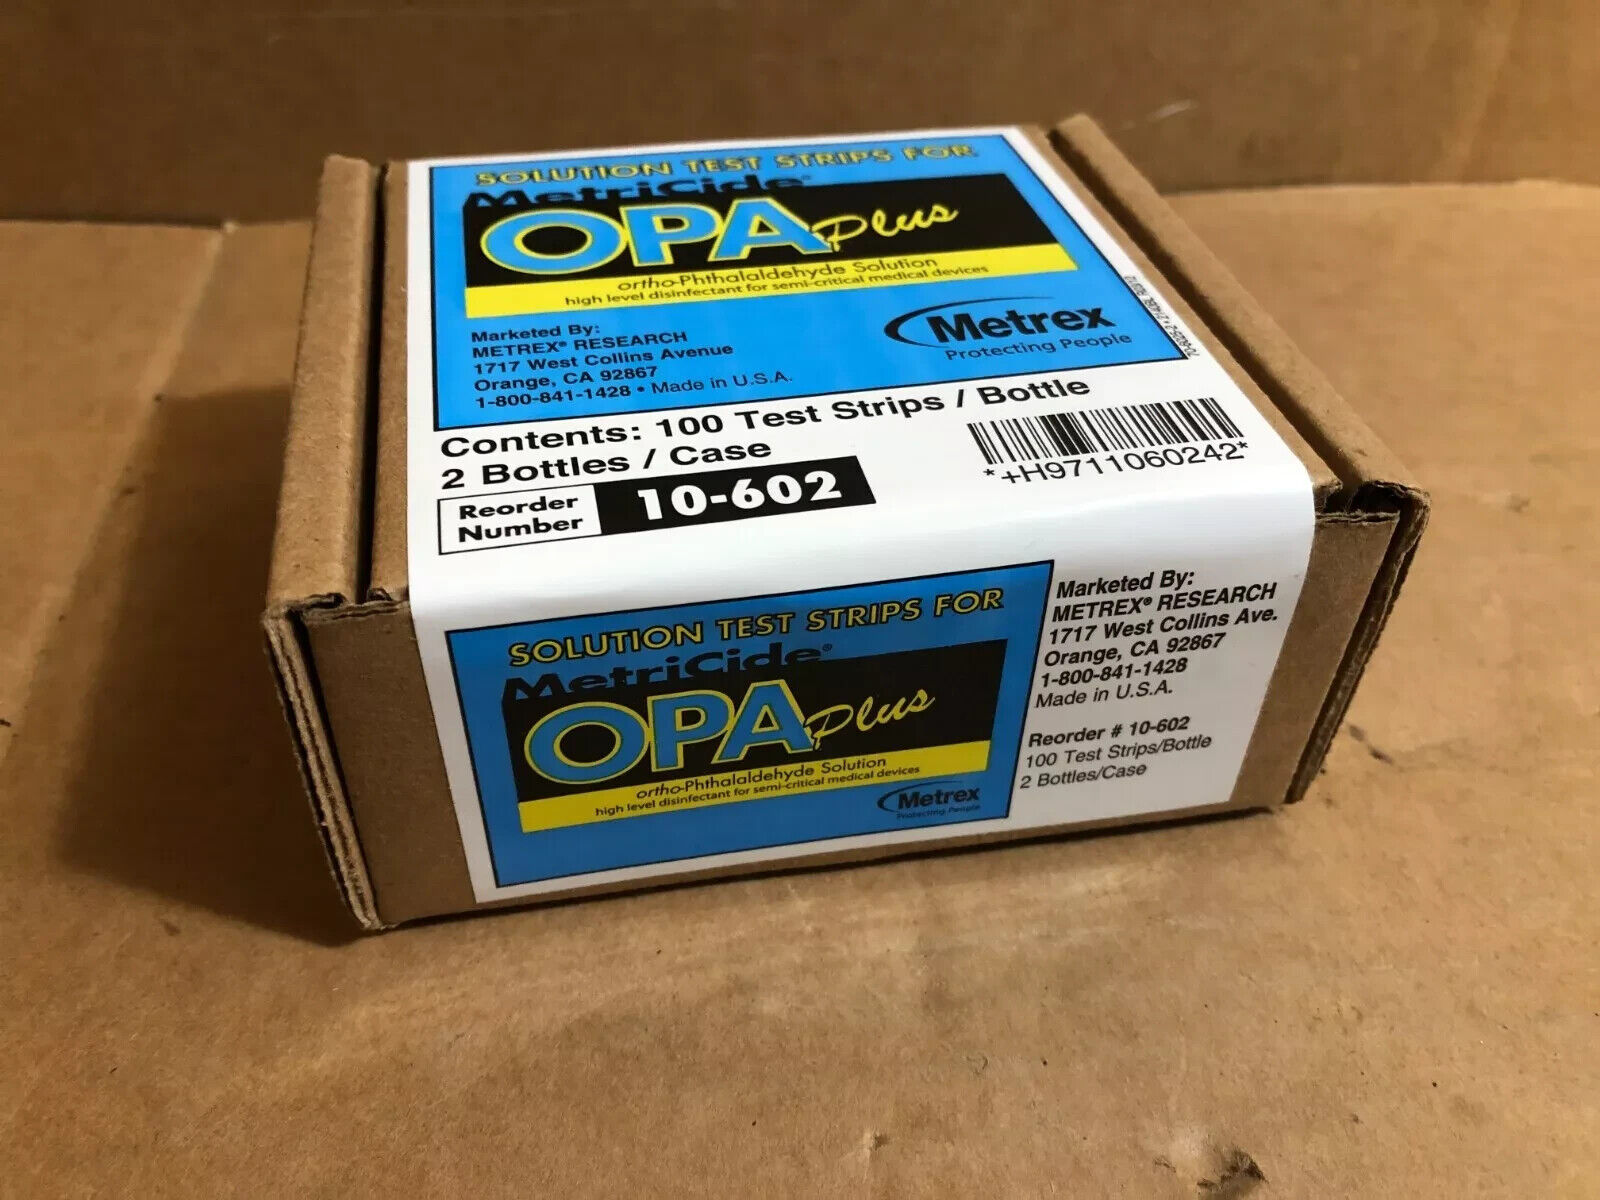 SOLUTION TEST STRIPS FOR
MetriCide®
OPA Plus
ortho-Phthalaldehyde Solution
high level disinfectant for semi-critical medical devices
Marketed By:
METREX® RESEARCH
1717 West Collins Avenue
Orange, CA 92867
1-800-841-1428 • Made in U.S.A.
Metrex
Protecting People
Contents: 100 Test Strips / Bottle
2 Bottles / Case
Reorder
Number
10-602
*+H9711060242*
SOLUTION TEST STRIPS FOR
MetriCide®
OPA Plus
ortho-Phthalaldehyde Solution
high level disinfectant for semi-critical medical devices
Metrex
Protecting People
Marketed By:
METREX® RESEARCH
1717 West Collins Ave.
Orange, CA 92867
1-800-841-1428
Made in U.S.A.
Reorder # 10-602
100 Test Strips/Bottle
2 Bottles/Case